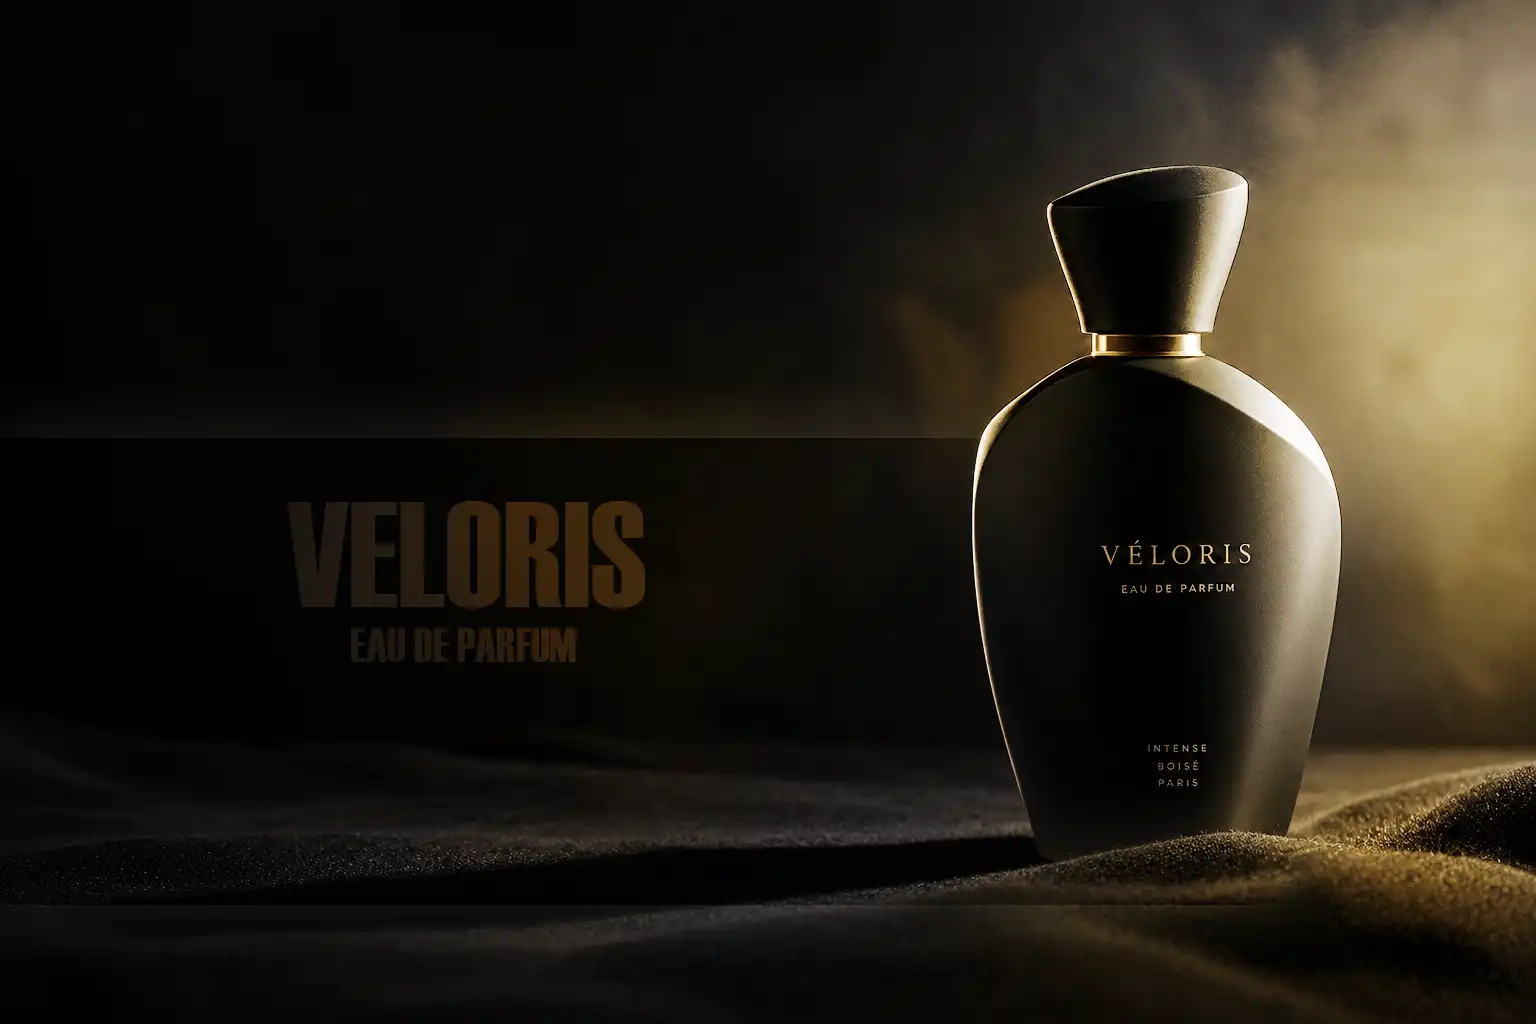 VELORIS
EAU DE PARFUM
VÉLORIS
EAU DE PARFUM
INTENSE
BOISÉ
PARIS